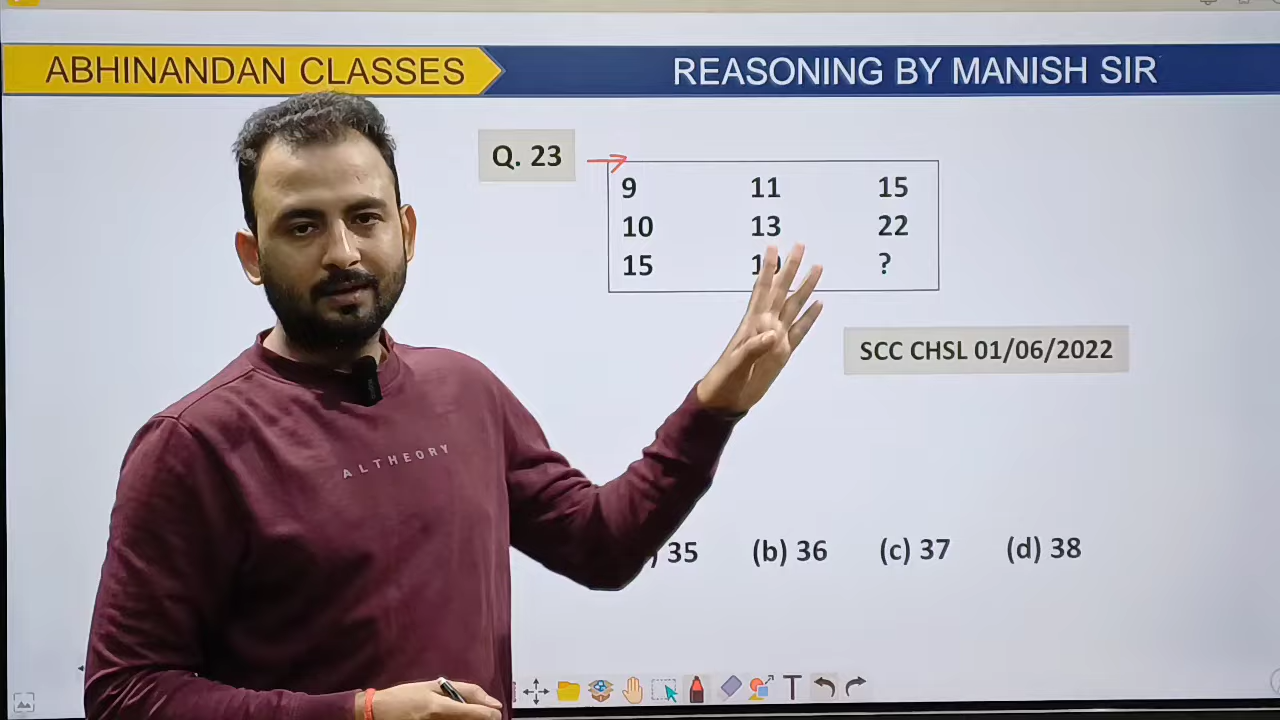 ABHINANDAN CLASSES
REASONING BY MANISH SIR
Q. 23
9 11 15
10 13 22
15 ?
SCC CHSL 01/06/2022
35 (b) 36 (c) 37 (d) 38
ALTHEORY
T